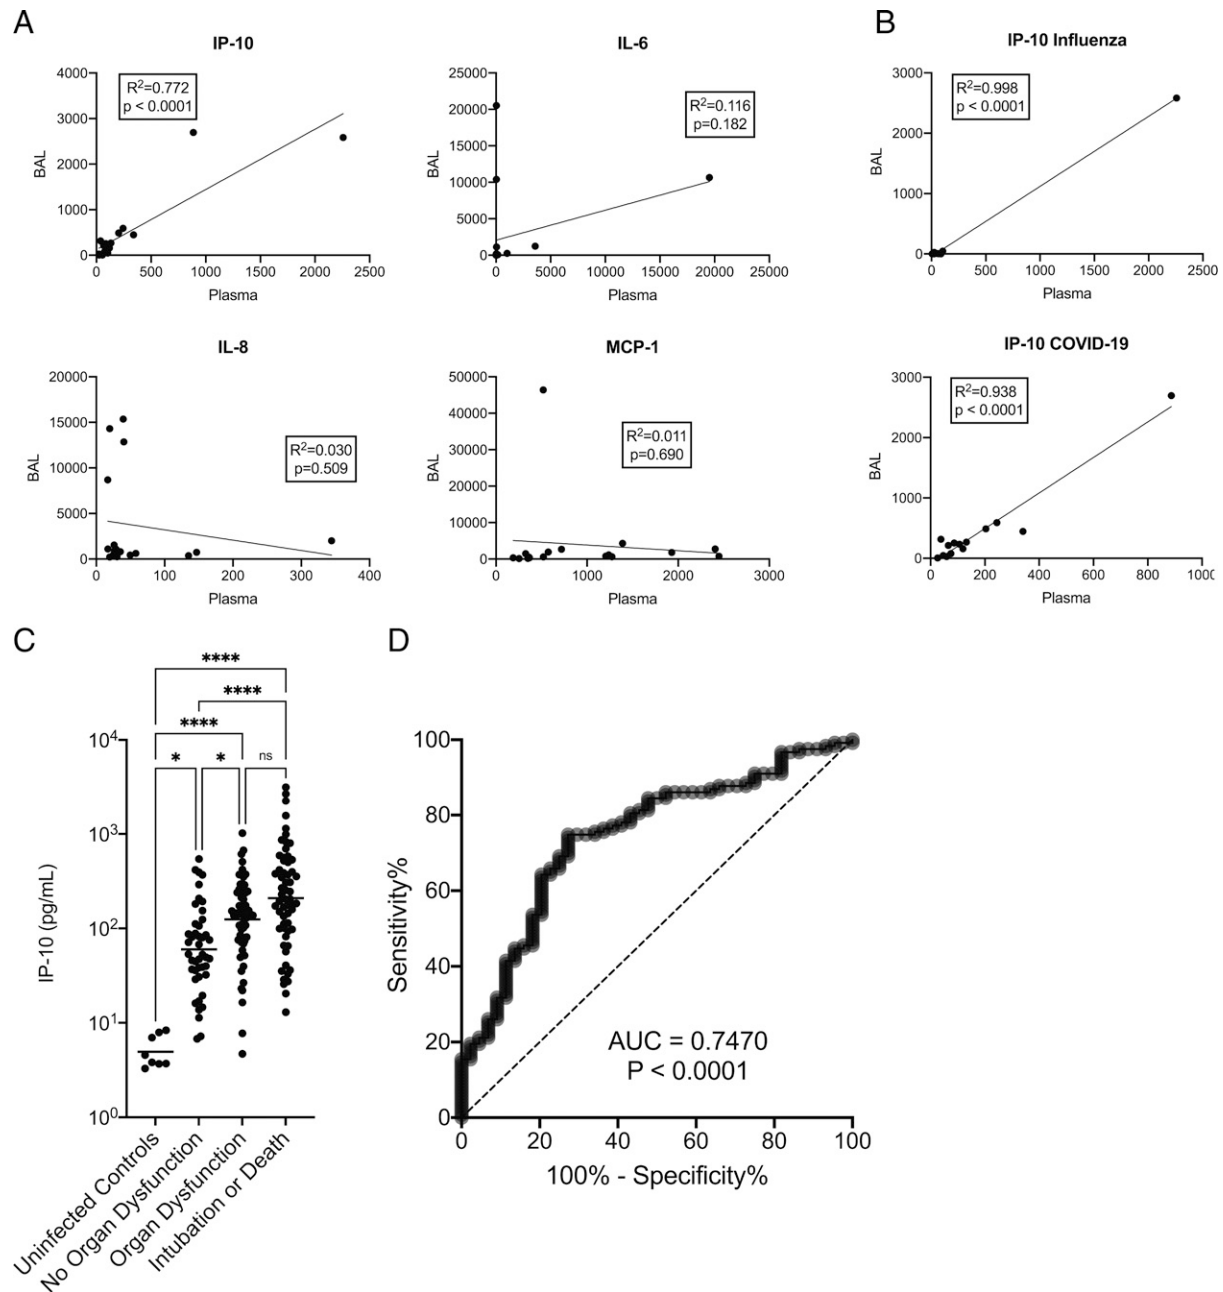 A
B
IP-10
4000
3000
2000
1000
0
BAL
R²=0.772
p < 0.0001
0 500 1000 1500 2000 2500
Plasma
IL-6
25000
20000
15000
10000
5000
0
BAL
R²=0.116
p=0.182
0 5000 10000 15000 20000 25000
Plasma
IP-10 Influenza
3000
2000
1000
0
BAL
R²=0.998
p < 0.0001
0 500 1000 1500 2000 2500
Plasma
IL-8
20000
15000
10000
5000
0
BAL
R²=0.030
p=0.509
0 100 200 300 400
Plasma
MCP-1
50000
40000
30000
20000
10000
0
BAL
R²=0.011
p=0.690
0 1000 2000 3000
Plasma
IP-10 COVID-19
3000
2000
1000
0
BAL
R²=0.938
p < 0.0001
0 200 400 600 800
Plasma
C
****
****
****
* * ns
10⁴
10³
10²
10¹
10⁰
IP-10 (pg/mL)
Uninfected Controls
No Organ Dysfunction
Organ Dysfunction
Intubation or Death
D
100
80
60
40
20
0
Sensitivity%
AUC = 0.7470
P < 0.0001
0 20 40 60 80 100
100% - Specificity%